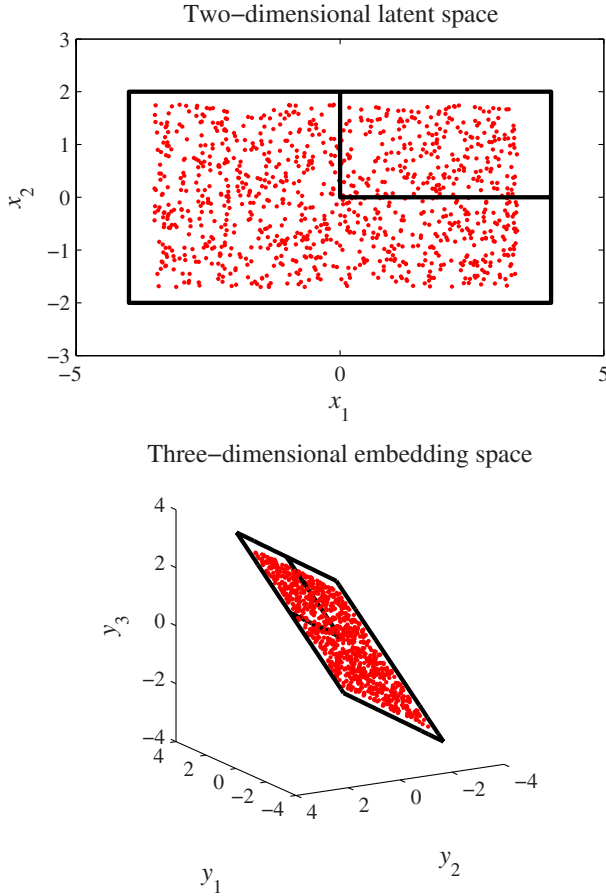 Two−dimensional latent space
3
2
1
0
−1
−2
−3
x2
−5 0 5
x1
Three−dimensional embedding space
4
2
0
−2
−4
y3
4 2 0 −2 −4
y1
4 2 0 −2 −4
y2